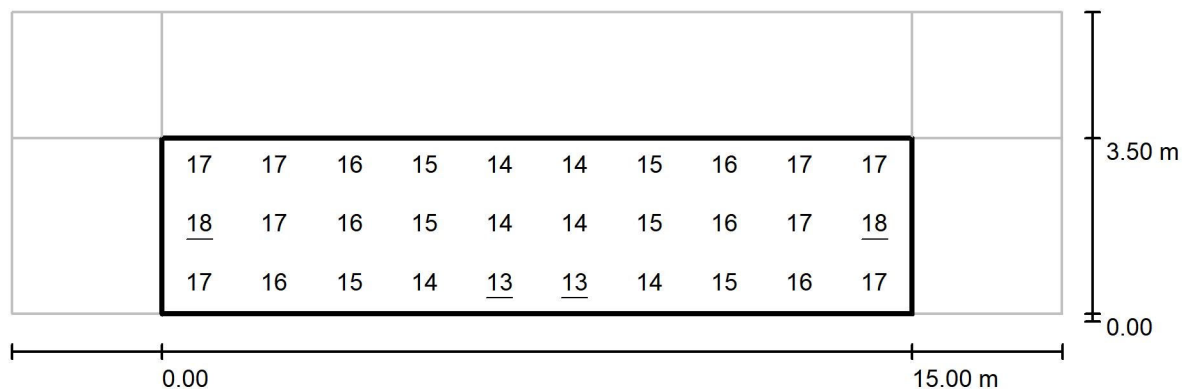 17 17 16 15 14 14 15 16 17 17
3.50 m
18 17 16 15 14 14 15 16 17 18
17 16 15 14 13 13 14 15 16 17
0.00
0.00 15.00 m